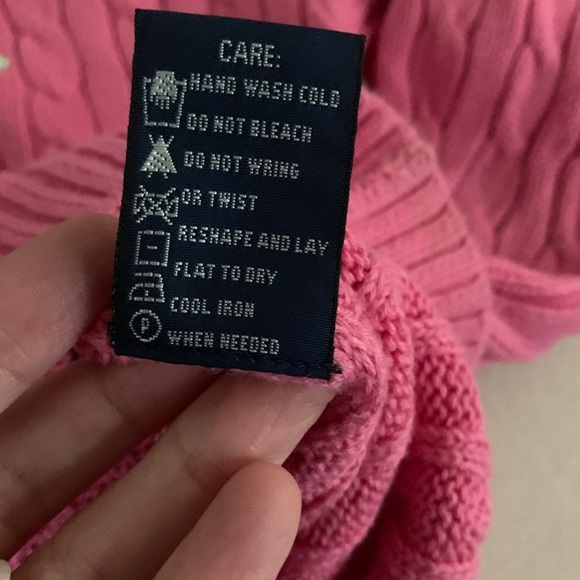 CARE:
HAND WASH COLD
DO NOT BLEACH
DO NOT WRING
OR TWIST
RESHAPE AND LAY
FLAT TO DRY
COOL IRON
P WHEN NEEDED